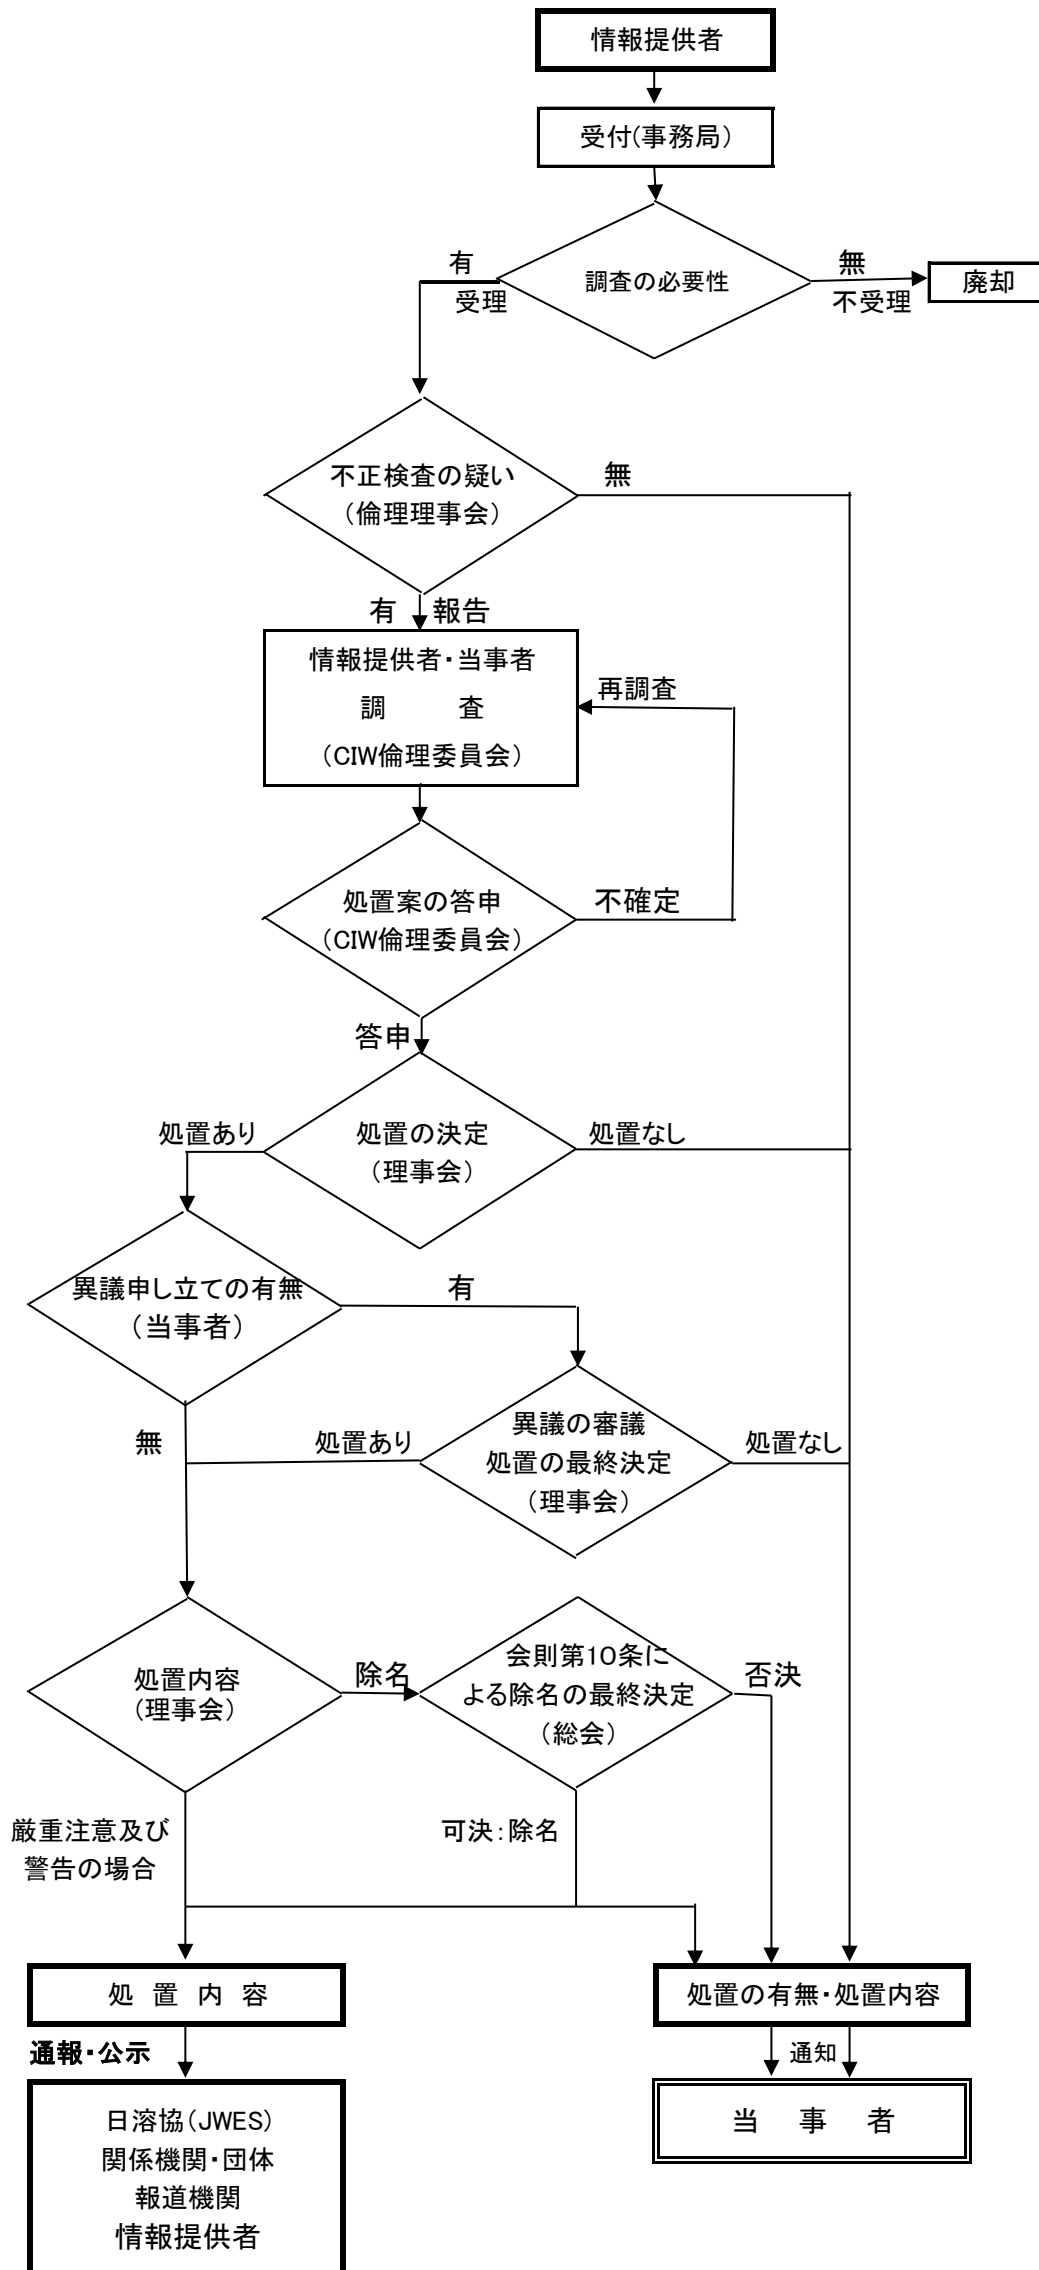 情報提供者
受付(事務局)
調査の必要性
有
受理
無
不受理
廃却
不正検査の疑い
（倫理理事会）
無
有
報告
情報提供者・当事者
調　　査
（CIW倫理委員会）
再調査
処置案の答申
（CIW倫理委員会）
不確定
答申
処置の決定
（理事会）
処置あり
処置なし
異議申し立ての有無
（当事者）
有
無
異議の審議
処置の最終決定
（理事会）
処置あり
処置なし
処置内容
(理事会)
除名
会則第10条に
よる除名の最終決定
（総会）
否決
厳重注意及び
警告の場合
可決：除名
処 置 内 容
処置の有無・処置内容
通報・公示
通知
日溶協（JWES）
関係機関・団体
報道機関
情報提供者
当　事　者